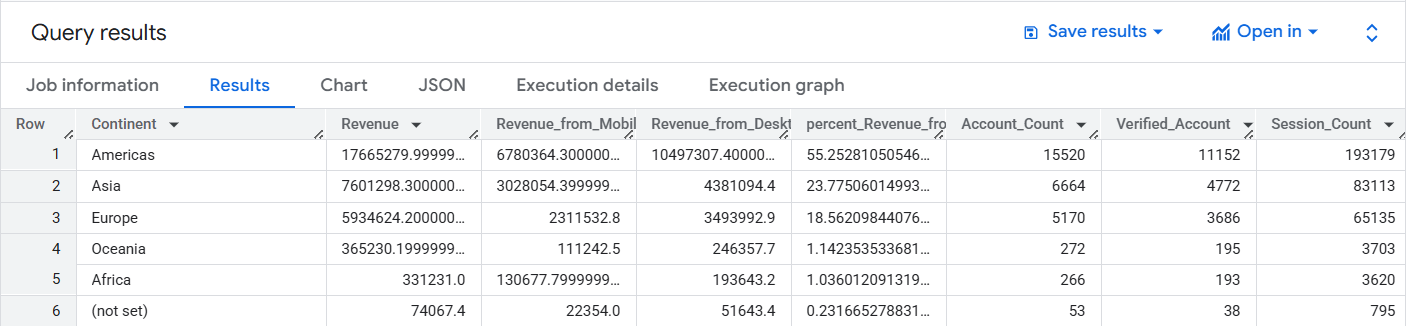 Query results Save results Open in
Job information Results Chart JSON Execution details Execution graph
Row Continent Revenue Revenue_from_Mobil Revenue_from_Deskt percent_Revenue_fro Account_Count Verified_Account Session_Count
1 Americas 17665279.99999… 6780364.300000… 10497307.40000… 55.25281050546… 15520 11152 193179
2 Asia 7601298.300000… 3028054.399999… 4381094.4 23.77506014993… 6664 4772 83113
3 Europe 5934624.200000… 2311532.8 3493992.9 18.56209844076… 5170 3686 65135
4 Oceania 365230.1999999… 111242.5 246357.7 1.142353533681… 272 195 3703
5 Africa 331231.0 130677.7999999… 193643.2 1.036012091319… 266 193 3620
6 (not set) 74067.4 22354.0 51643.4 0.231665278831… 53 38 795